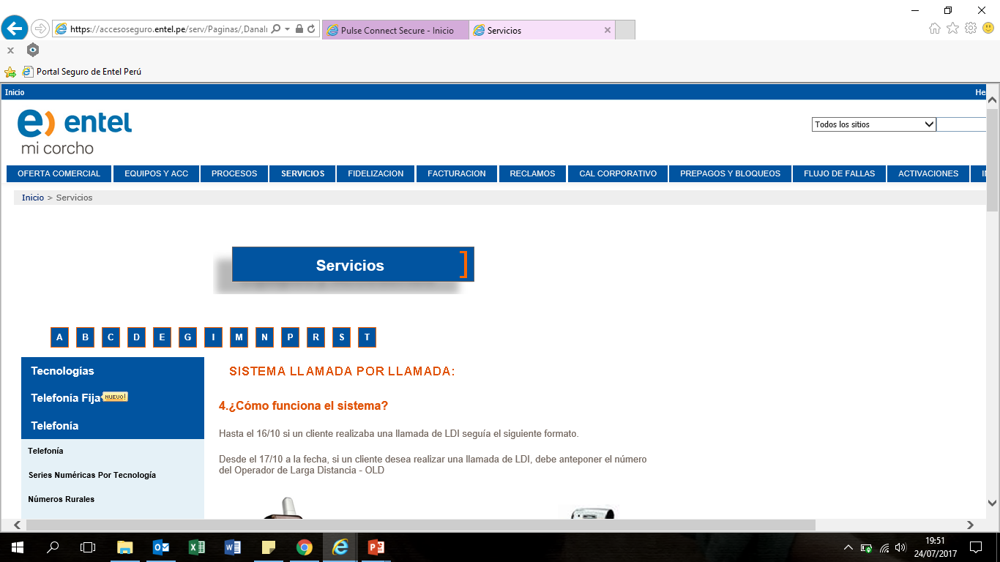 https://accesoseguro.entel.pe/serv/Paginas/,Danal
Pulse Connect Secure - Inicio
Servicios
Portal Seguro de Entel Perú
Inicio
He
entel
mi corcho
Todos los sitios
OFERTA COMERCIAL
EQUIPOS Y ACC
PROCESOS
SERVICIOS
FIDELIZACION
FACTURACION
RECLAMOS
CAL CORPORATIVO
PREPAGOS Y BLOQUEOS
FLUJO DE FALLAS
ACTIVACIONES
Inicio > Servicios
Servicios
A B C D E G I M N P R S T
Tecnologías
Telefonía Fija
NUEVO!
Telefonía
Telefonía
Series Numéricas Por Tecnología
Números Rurales
SISTEMA LLAMADA POR LLAMADA:
4.¿Cómo funciona el sistema?
Hasta el 16/10 si un cliente realizaba una llamada de LDI seguía el siguiente formato.
Desde el 17/10 a la fecha, si un cliente desea realizar una llamada de LDI, debe anteponer el número
del Operador de Larga Distancia - OLD
19:51
24/07/2017